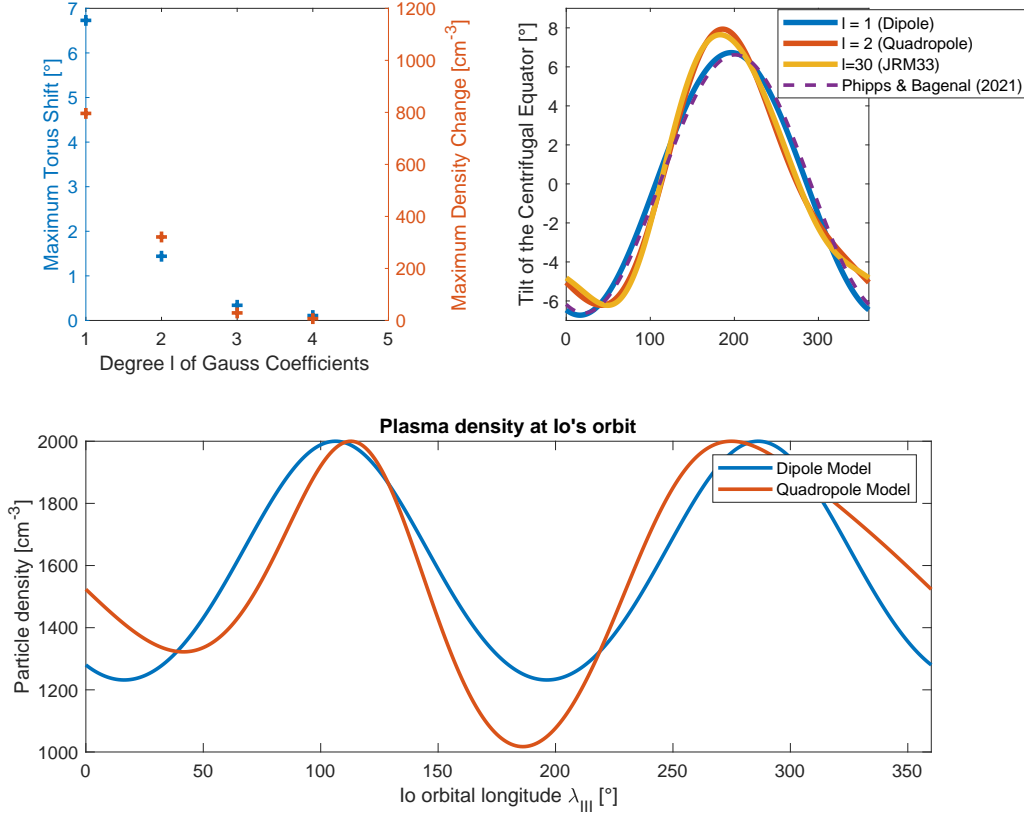 Maximum Torus Shift [°]
7
6
5
4
3
2
1
0
1200
1000
800
600
400
200
0
Maximum Density Change [cm-3]
1 2 3 4 5
Degree l of Gauss Coefficients
Tilt of the Centrifugal Equator [°]
8
6
4
2
0
-2
-4
-6
0 100 200 300
l = 1 (Dipole)
l = 2 (Quadropole)
l=30 (JRM33)
Phipps & Bagenal (2021)
Plasma density at Io's orbit
Particle density [cm-3]
2000
1800
1600
1400
1200
1000
0 50 100 150 200 250 300 350
Io orbital longitude λIII [°]
Dipole Model
Quadropole Model